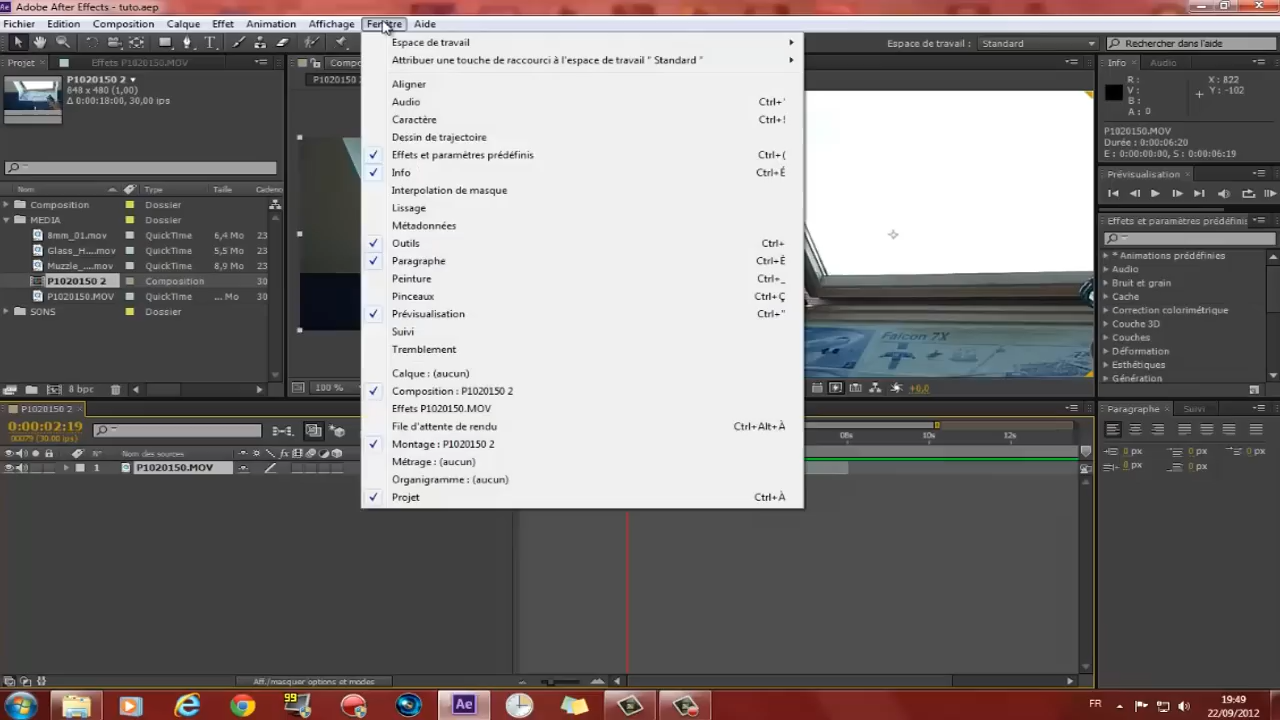 Adobe After Effects - tuto.aep
Fichier Edition Composition Calque Effet Animation Affichage Fenêtre Aide
Espace de travail : Standard
Rechercher dans l'aide
Projet
Effets P1020150.MOV
P1020150 2
648 x 480 (1,00)
Δ 0:00:18:00, 30,00 ips
Nom Type Taille Cadenc
Composition Dossier
MEDIA Dossier
8mm_01.mov QuickTime 6,4 Mo 23
Glass_H....mov QuickTime 5,5 Mo 23
Muzzle_....mov QuickTime 8,9 Mo 23
P1020150 2 Composition 30
P1020150.MOV QuickTime ... Mo 30
SONS Dossier
8 bpc
Compo
P1020150
100 %
Espace de travail
Attribuer une touche de raccourci à l'espace de travail " Standard "
Aligner
Audio Ctrl+'
Caractère Ctrl+!
Dessin de trajectoire
Effets et paramètres prédéfinis Ctrl+(
Info Ctrl+É
Interpolation de masque
Lissage
Métadonnées
Outils Ctrl+
Paragraphe Ctrl+È
Peinture Ctrl+_
Pinceaux Ctrl+Ç
Prévisualisation Ctrl+"
Suivi
Tremblement
Calque : (aucun)
Composition : P1020150 2
Effets P1020150.MOV
File d'attente de rendu Ctrl+Alt+À
Montage : P1020150 2
Métrage : (aucun)
Organigramme : (aucun)
Projet Ctrl+À
Falcon 7X
+0,0
Info Audio
R :
V :
B :
A : 0
X : 822
Y : -102
P1020150.MOV
Durée : 0:00:06:20
E : 0:00:00:00, S : 0:00:06:19
Prévisualisation
Effets et paramètres prédéfinis
* Animations prédéfinies
Audio
Bruit et grain
Cache
Correction colorimétrique
Couche 3D
Couches
Déformation
Esthétiques
Génération
Paragraphe Suivi
0 px 0 px 0 px
0 px 0 px
P1020150 2
0:00:02:19
00079 (30.00 ips)
N° Nom des sources
1 P1020150.MOV
08s 10s 12s
Aff./masquer options et modes
99
Ae
FR
19:49
22/09/2012